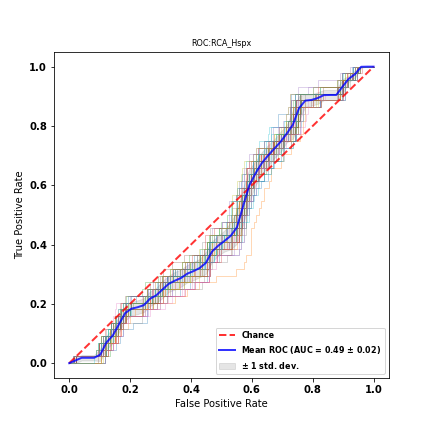 ROC:RCA_Hspx
1.0
0.8
0.6
0.4
0.2
0.0
True Positive Rate
Chance
Mean ROC (AUC = 0.49 ± 0.02)
± 1 std. dev.
0.0 0.2 0.4 0.6 0.8 1.0
False Positive Rate